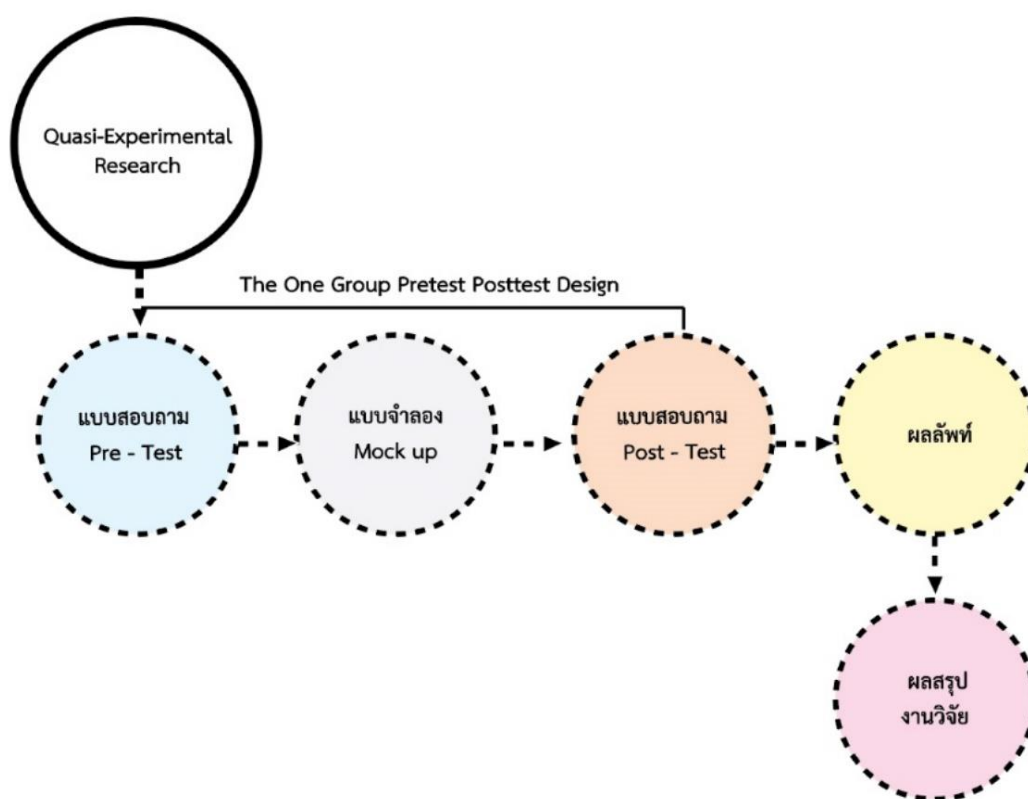 Quasi-Experimental
Research
The One Group Pretest Posttest Design
แบบสอบถาม
Pre - Test
แบบจำลอง
Mock up
แบบสอบถาม
Post - Test
ผลลัพท์
ผลสรุป
งานวิจัย